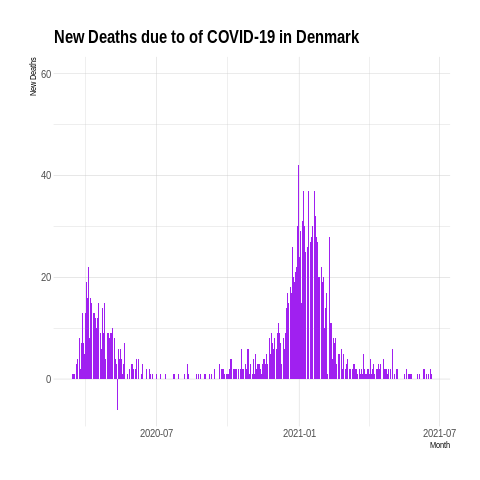 New Deaths due to of COVID-19 in Denmark
New Deaths
60
40
20
0
2020-07
2021-01
2021-07
Month